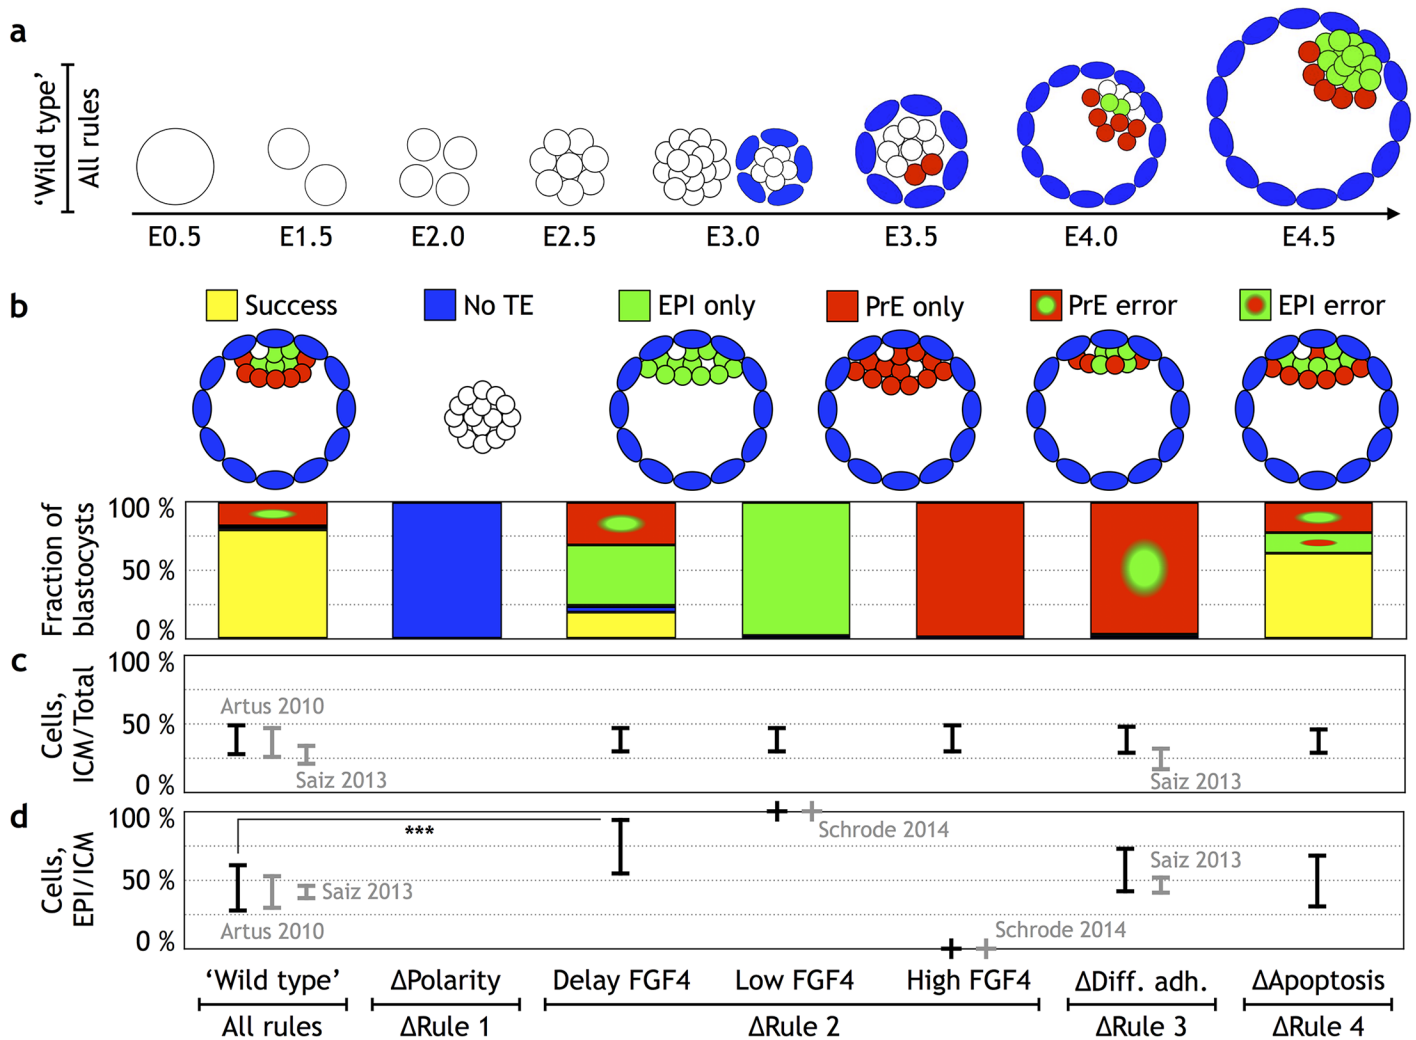 a
‘Wild type’
All rules
E0.5 E1.5 E2.0 E2.5 E3.0 E3.5 E4.0 E4.5
b
Success No TE EPI only PrE only PrE error EPI error
Fraction of
blastocysts
100 %
50 %
0 %
c
Cells,
ICM/Total
100 %
50 %
0 %
Artus 2010
Saiz 2013
Saiz 2013
d
Cells,
EPI/ICM
100 %
50 %
0 %
***
Schrode 2014
Saiz 2013
Saiz 2013
Artus 2010
Schrode 2014
‘Wild type’ ΔPolarity Delay FGF4 Low FGF4 High FGF4 ΔDiff. adh. ΔApoptosis
All rules ΔRule 1 ΔRule 2 ΔRule 3 ΔRule 4